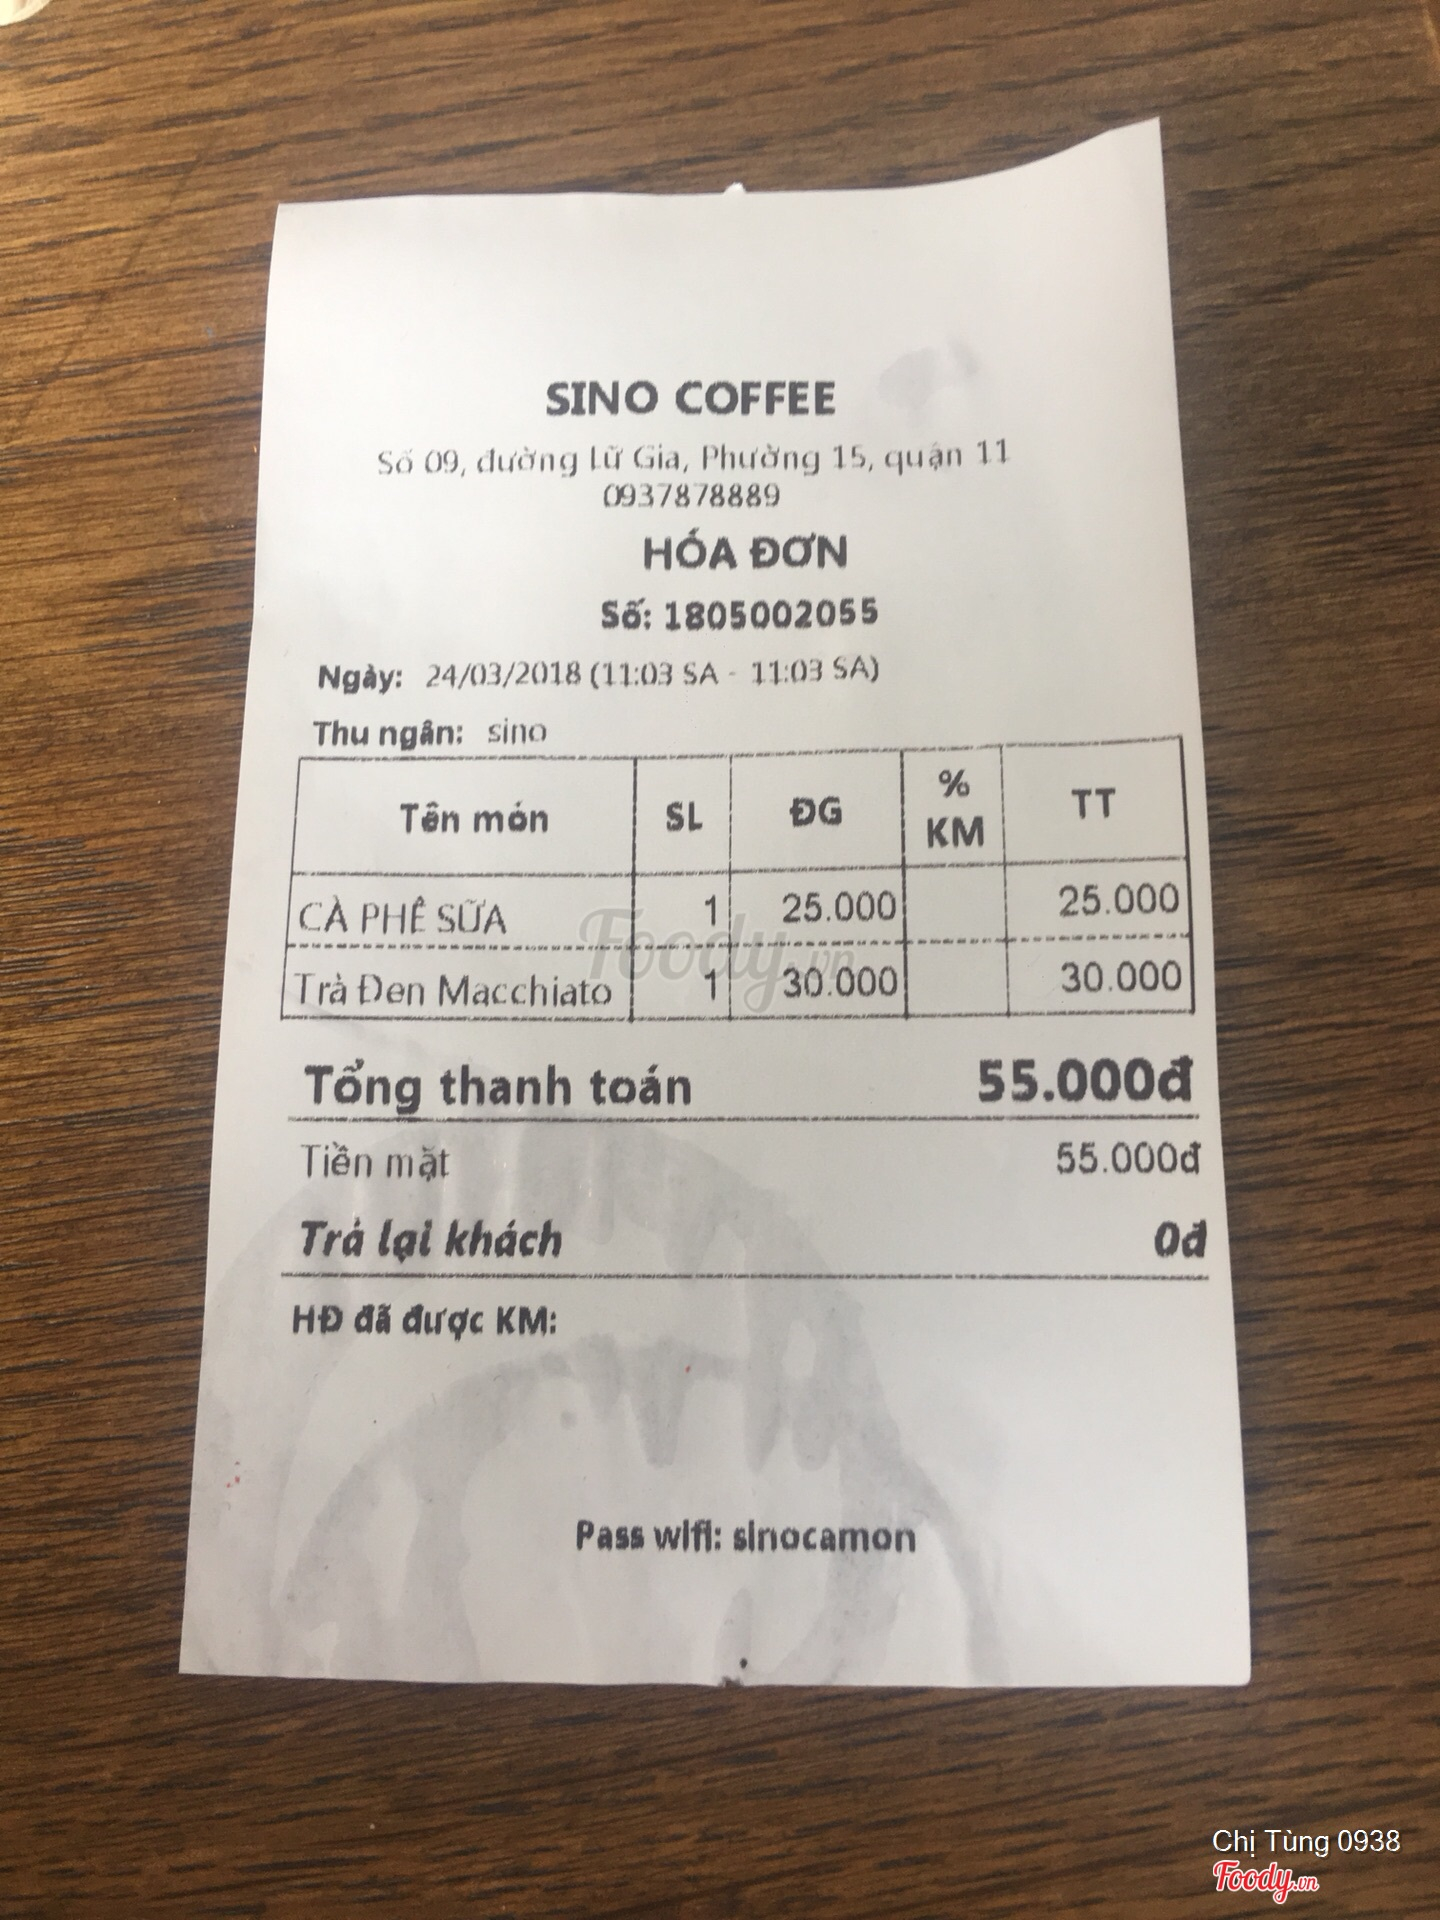 SINO COFFEE
Số 09, đường Lữ Gia, Phường 15, quận 11
0937878889
HÓA ĐƠN
Số: 1805002055
Ngày: 24/03/2018 (11:03 SA - 11:03 SA)
Thu ngân: sino
Tên món SL ĐG % KM TT
CÀ PHÊ SỮA 1 25.000 25.000
Trà Đen Macchiato 1 30.000 30.000
Tổng thanh toán 55.000đ
Tiền mặt 55.000đ
Trả lại khách 0đ
HĐ đã được KM:
Pass wifi: sinocamon
Foody.vn
Chị Tùng 0938
Foody.vn